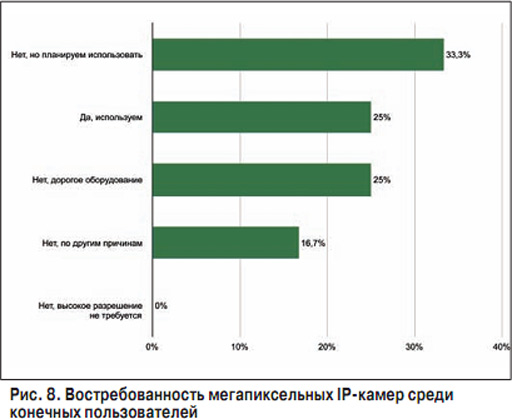 Нет, но планируем использовать
33,3%
Да, используем
25%
Нет, дорогое оборудование
25%
Нет, по другим причинам
16,7%
Нет, высокое разрешение
не требуется
0%
0%
10%
20%
30%
40%
Рис. 8. Востребованность мегапиксельных IP-камер среди
конечных пользователей